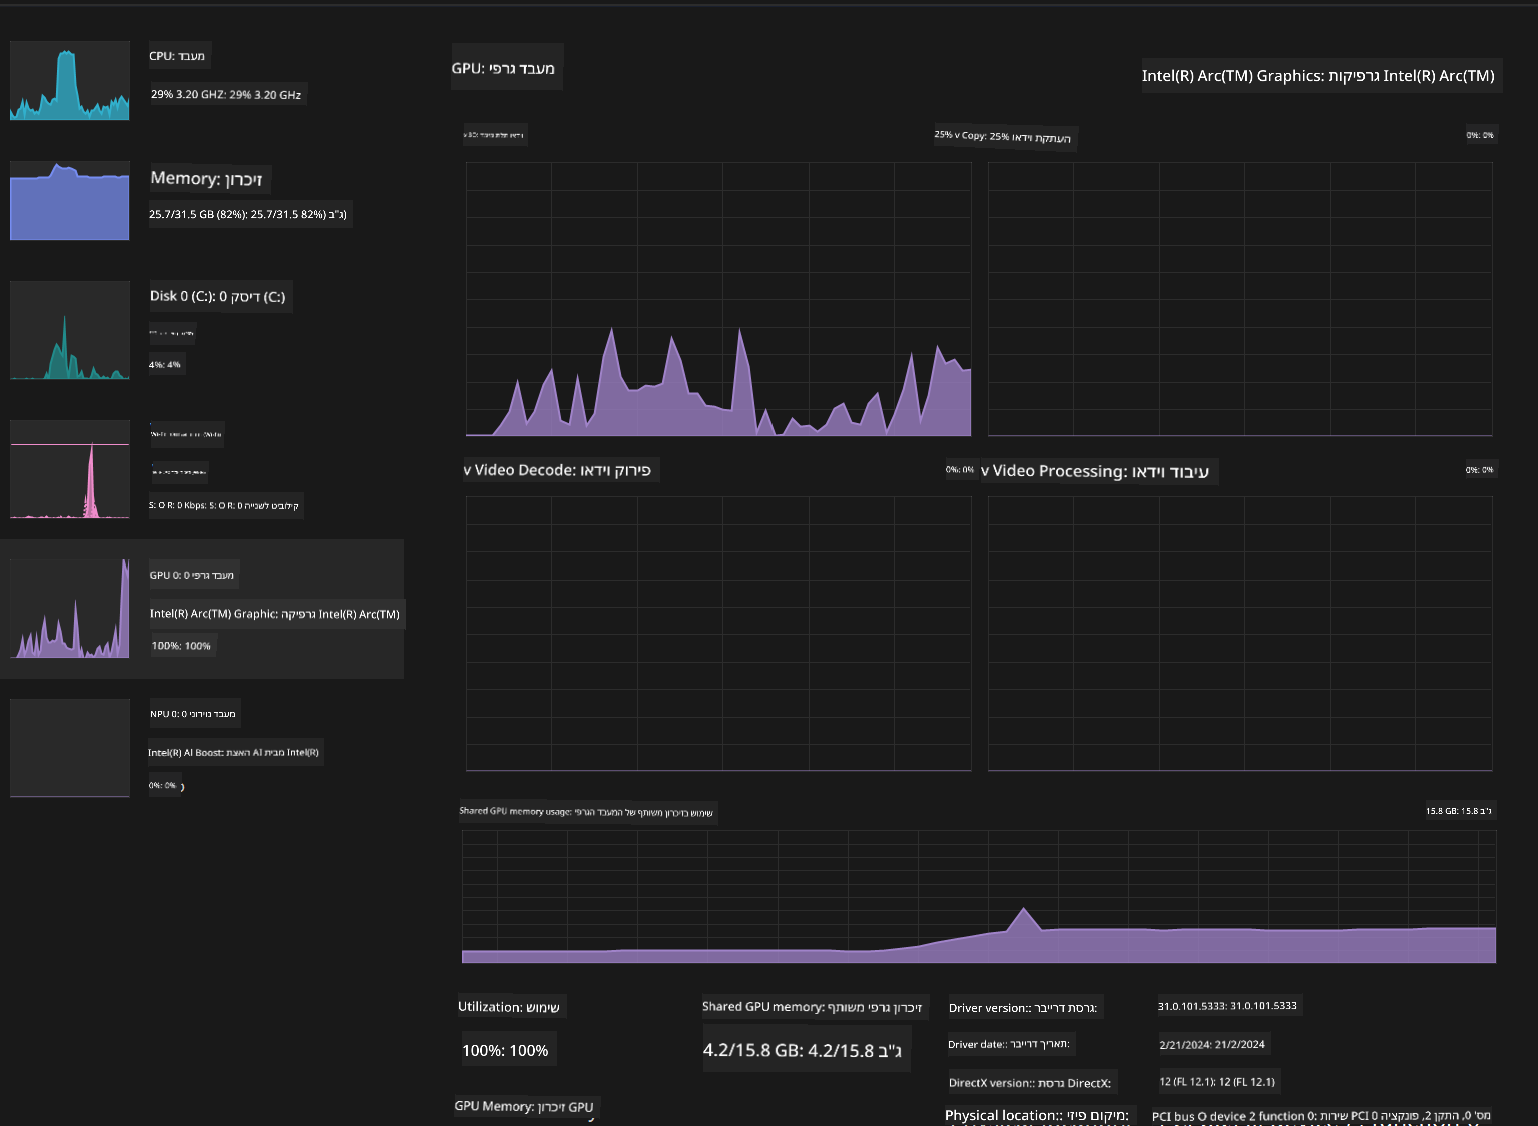 CPU: מעבד
29% 3.20 GHZ: 29% 3.20 GHz
Memory: זיכרון
25.7/31.5 GB (82%): 25.7/31.5 82%) ג"ב)
Disk 0 (C:): 0 דיסק (C:)
4%: 4%
S: O R: 0 Kbps: S: O R: 0 קילוביט לשנייה
GPU 0: 0 מעבד גרפי
Intel(R) Arc(TM) Graphic: גרפיקה Intel(R) Arc(TM)
100%: 100%
NPU 0: 0 מעבד נוירוני
Intel(R) Al Boost: האצת AI מבית Intel(R)
0%: 0%
GPU: מעבד גרפי
Intel(R) Arc(TM) Graphics: גרפיקות Intel(R) Arc(TM)
v 3D: וידאו תלת מימד
25% v Copy: 25% העתקת וידאו
0%: 0%
v Video Decode: פירוק וידאו
0%: 0%
v Video Processing: עיבוד וידאו
0%: 0%
Shared GPU memory usage: שימוש בזיכרון משותף של המעבד הגרפי
15.8 GB: 15.8 ג"ב
Utilization: שימוש
100%: 100%
Shared GPU memory: זיכרון גרפי משותף
4.2/15.8 GB: 4.2/15.8 ג"ב
GPU Memory: זיכרון GPU
Driver version:: גרסת דרייבר:
31.0.101.5333: 31.0.101.5333
Driver date:: תאריך דרייבר:
2/21/2024: 21/2/2024
DirectX version:: גרסת DirectX:
12 (FL 12.1): 12 (FL 12.1)
Physical location:: מיקום פיזי:
PCI bus O device 2 function 0: שירות PCI מס' 0, התקן 2, פונקציה 0